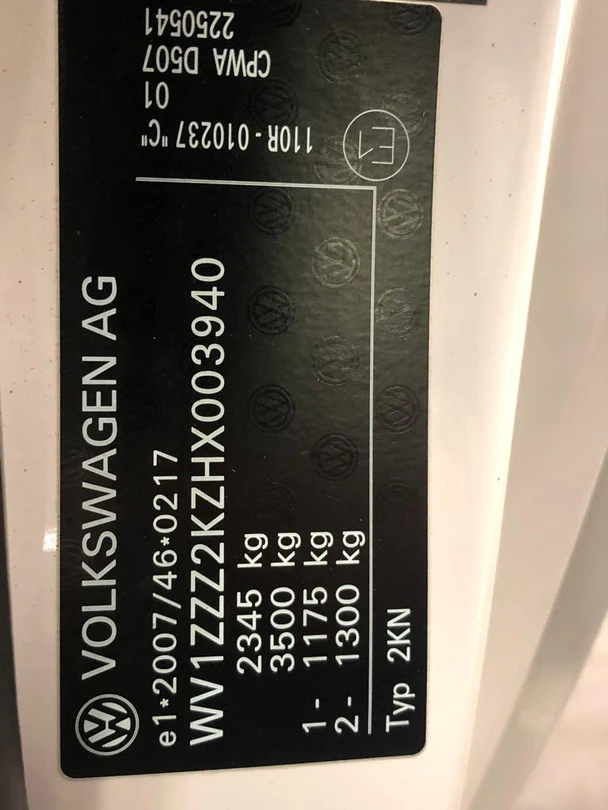 VOLKSWAGEN AG
e1*2007/46*0217
WV1ZZZ2KZHX003940
2345 kg
3500 kg
1 - 1175 kg
2 - 1300 kg
Typ 2KN
E1
110R - 010237 "C"
01
CPWA D507
2250541